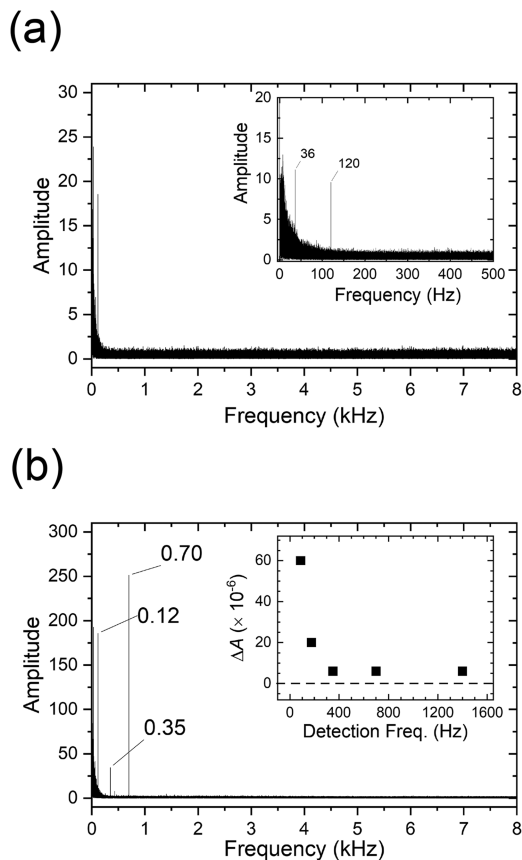 (a)
30
25
20
15
10
5
0
Amplitude
0 1 2 3 4 5 6 7 8
Frequency (kHz)
20
15
10
5
0
Amplitude
36
120
0 100 200 300 400 500
Frequency (Hz)
(b)
300
250
200
150
100
50
0
Amplitude
0.70
0.12
0.35
0 1 2 3 4 5 6 7 8
Frequency (kHz)
60
40
20
0
ΔA (× 10⁻⁶)
0 400 800 1200 1600
Detection Freq. (Hz)